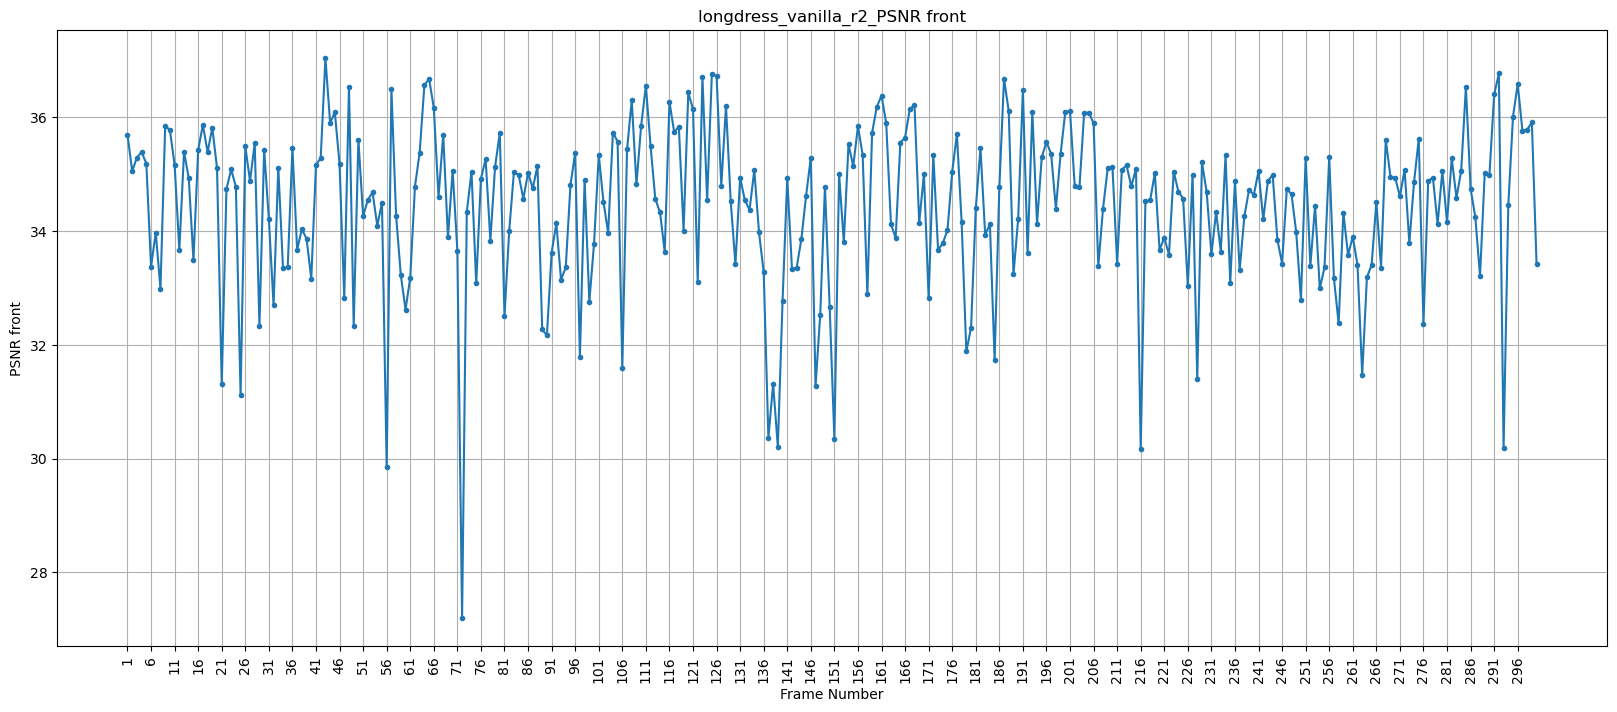 longdress_vanilla_r2_PSNR front
PSNR front
36
34
32
30
28
1 6 11 16 21 26 31 36 41 46 51 56 61 66 71 76 81 86 91 96 101 106 111 116 121 126 131 136 141 146 151 156 161 166 171 176 181 186 191 196 201 206 211 216 221 226 231 236 241 246 251 256 261 266 271 276 281 286 291 296
Frame Number